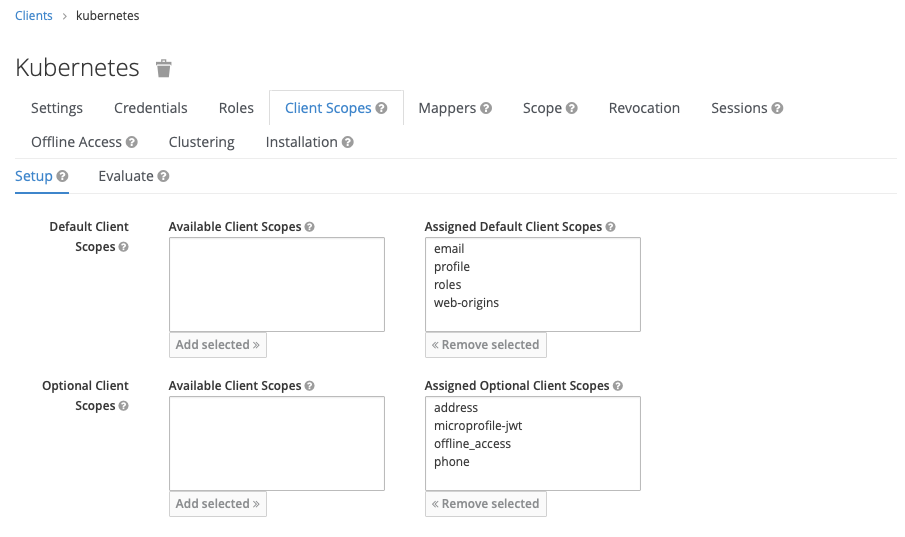 Clients > kubernetes
Kubernetes
Settings Credentials Roles Client Scopes ? Mappers ? Scope ? Revocation Sessions ?
Offline Access ? Clustering Installation ?
Setup ? Evaluate ?
Default Client Scopes ?
Available Client Scopes ?
Assigned Default Client Scopes ?
email
profile
roles
web-origins
Add selected »
« Remove selected
Optional Client Scopes ?
Available Client Scopes ?
Assigned Optional Client Scopes ?
address
microprofile-jwt
offline_access
phone
Add selected »
« Remove selected